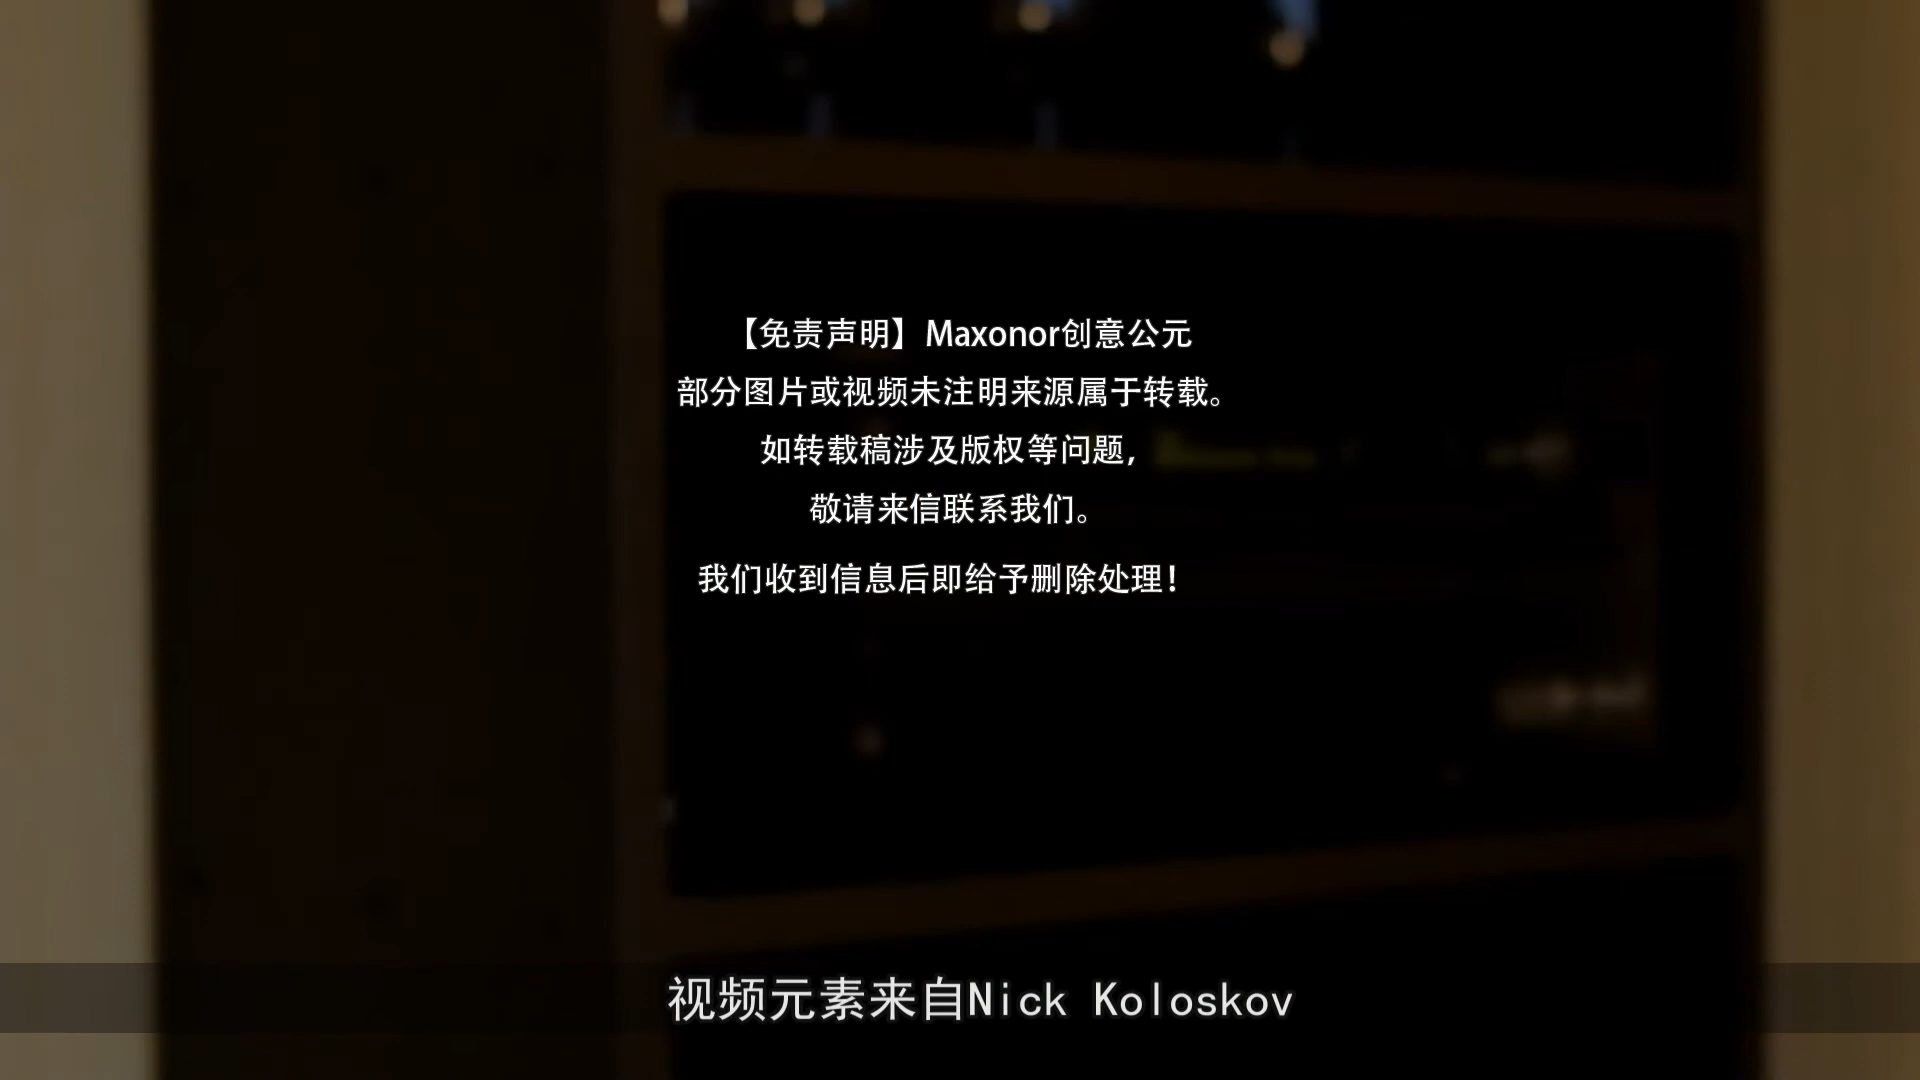 【免责声明】Maxonor创意公元
部分图片或视频未注明来源属于转载。
如转载稿涉及版权等问题，
敬请来信联系我们。
我们收到信息后即给予删除处理！
视频元素来自Nick Koloskov